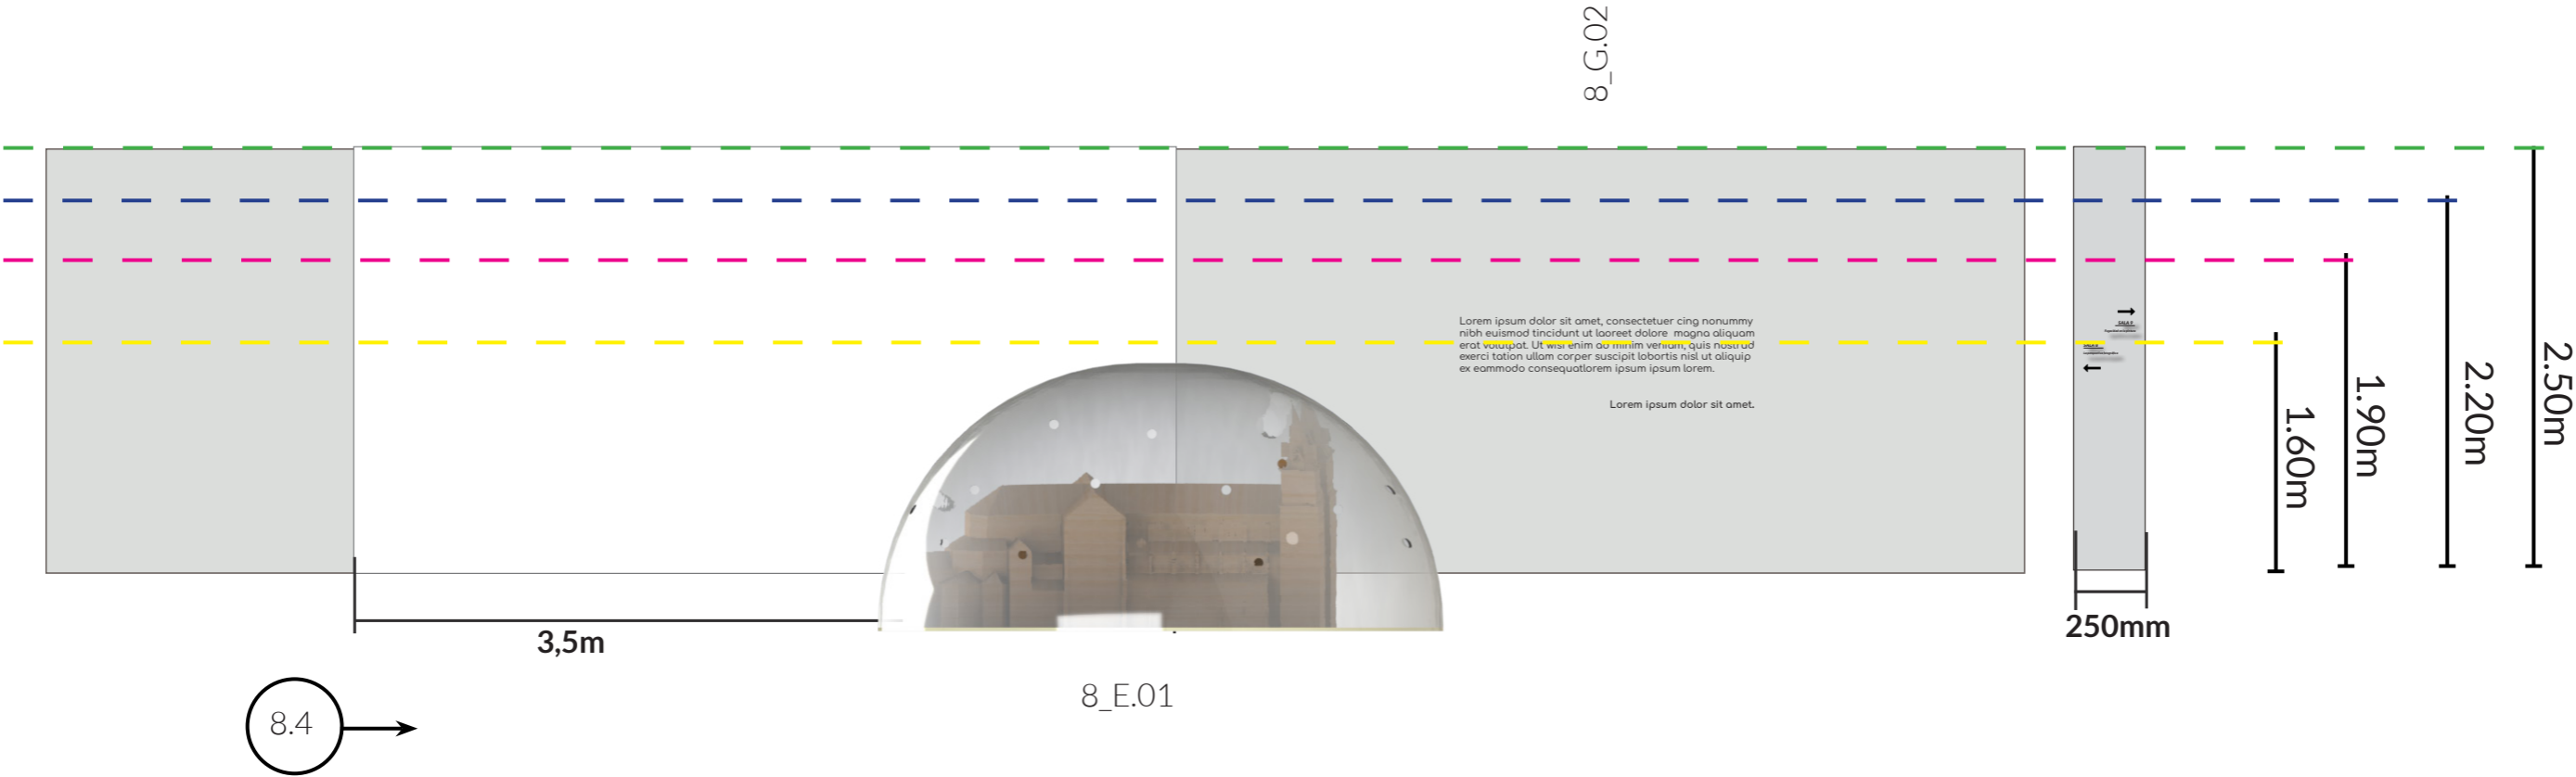 8_G.02
Lorem ipsum dolor sit amet, consectetuer cing nonummy
nibh euismod tincidunt ut laoreet dolore magna aliquam
erat volutpat. Ut wisi enim ad minim veniam, quis nostrud
exerci tation ullam corper suscipit lobortis nisl ut aliquip
ex eammodo consequatlorem ipsum ipsum lorem.
Lorem ipsum dolor sit amet.
SALA 9
1.60m
1.90m
2.20m
2.50m
250mm
3,5m
8_E.01
8.4